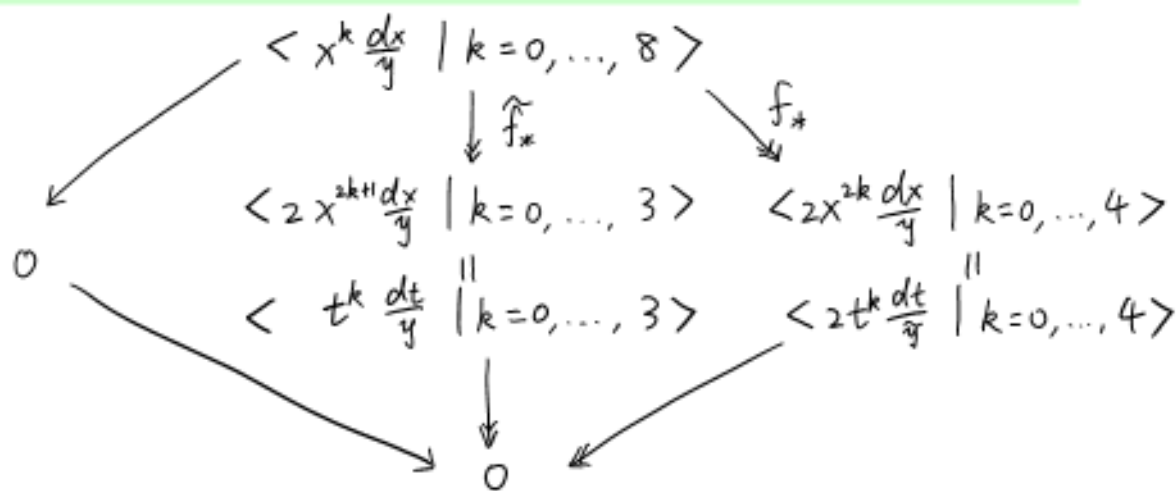 < x^k dx/y | k = 0, ..., 8 >
f̃_* f_*
< 2 x^{2k+1} dx/y | k=0, ..., 3 > < 2x^{2k} dx/y | k=0, ..., 4 >
0 || ||
< t^k dt/y | k=0, ..., 3 > < 2t^k dt/ỹ | k=0, ..., 4 >
0